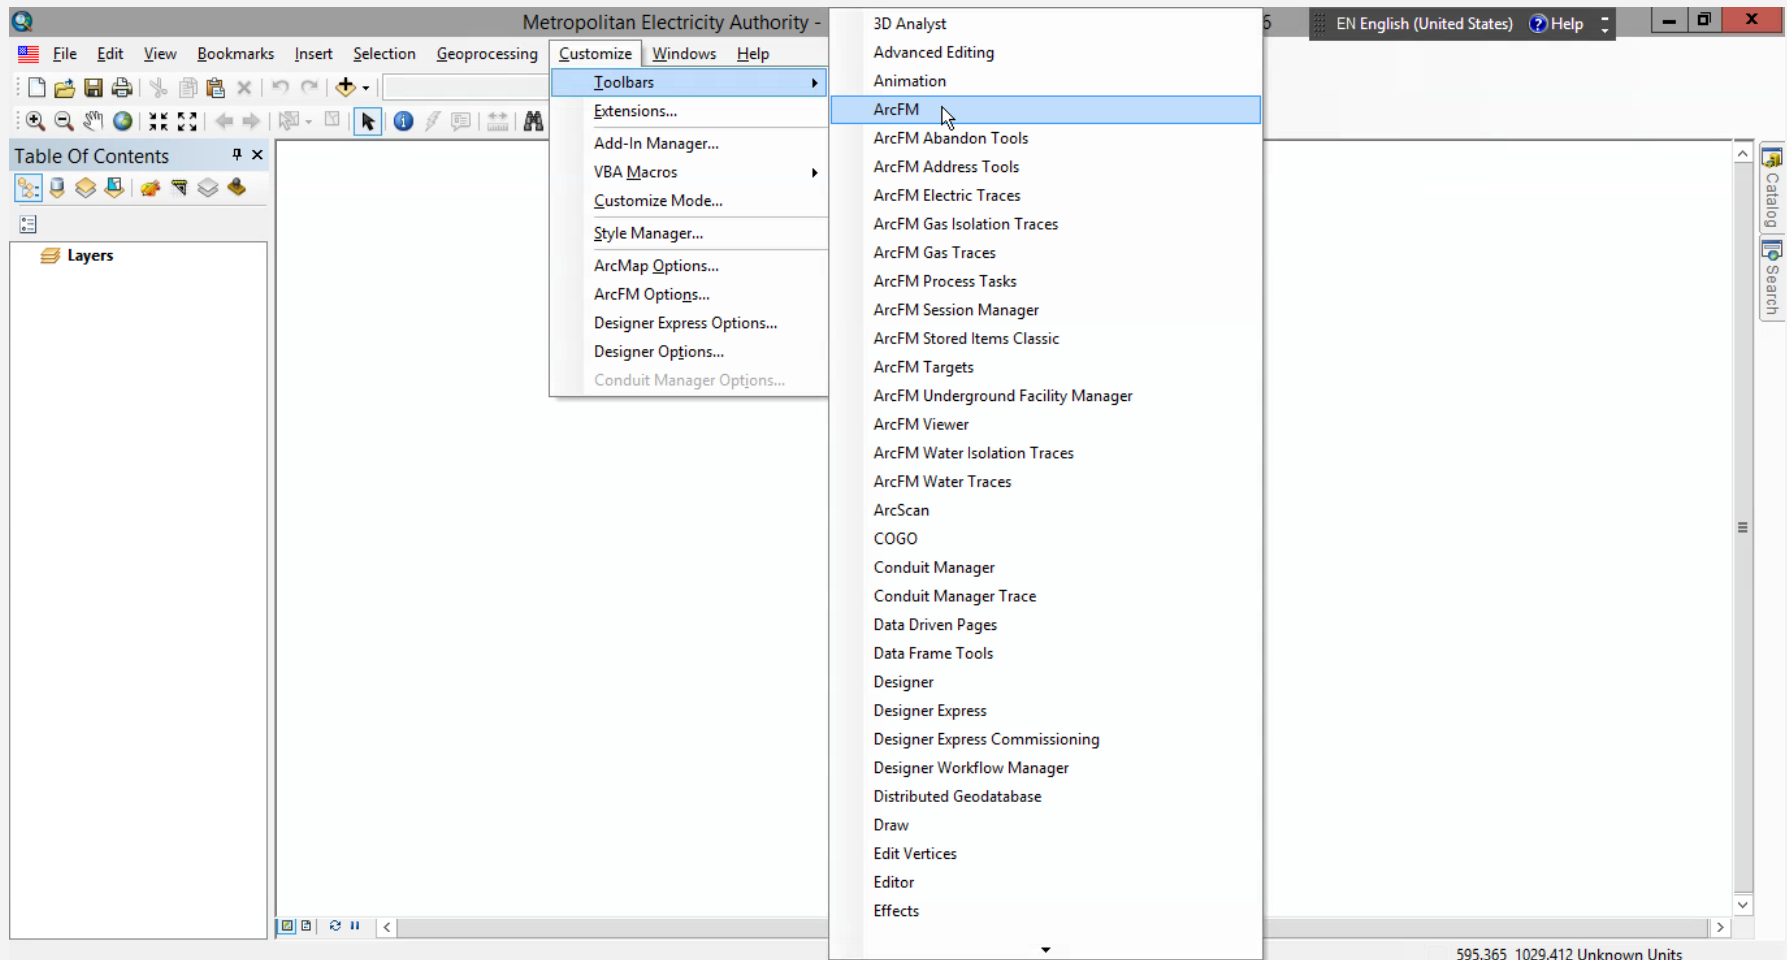 Metropolitan Electricity Authority -
6
EN English (United States)
Help
File Edit View Bookmarks Insert Selection Geoprocessing Customize Windows Help
Table Of Contents
Layers
Toolbars
Extensions...
Add-In Manager...
VBA Macros
Customize Mode...
Style Manager...
ArcMap Options...
ArcFM Options...
Designer Express Options...
Designer Options...
Conduit Manager Options...
3D Analyst
Advanced Editing
Animation
ArcFM
ArcFM Abandon Tools
ArcFM Address Tools
ArcFM Electric Traces
ArcFM Gas Isolation Traces
ArcFM Gas Traces
ArcFM Process Tasks
ArcFM Session Manager
ArcFM Stored Items Classic
ArcFM Targets
ArcFM Underground Facility Manager
ArcFM Viewer
ArcFM Water Isolation Traces
ArcFM Water Traces
ArcScan
COGO
Conduit Manager
Conduit Manager Trace
Data Driven Pages
Data Frame Tools
Designer
Designer Express
Designer Express Commissioning
Designer Workflow Manager
Distributed Geodatabase
Draw
Edit Vertices
Editor
Effects
Catalog
Search
595.365 1029.412 Unknown Units